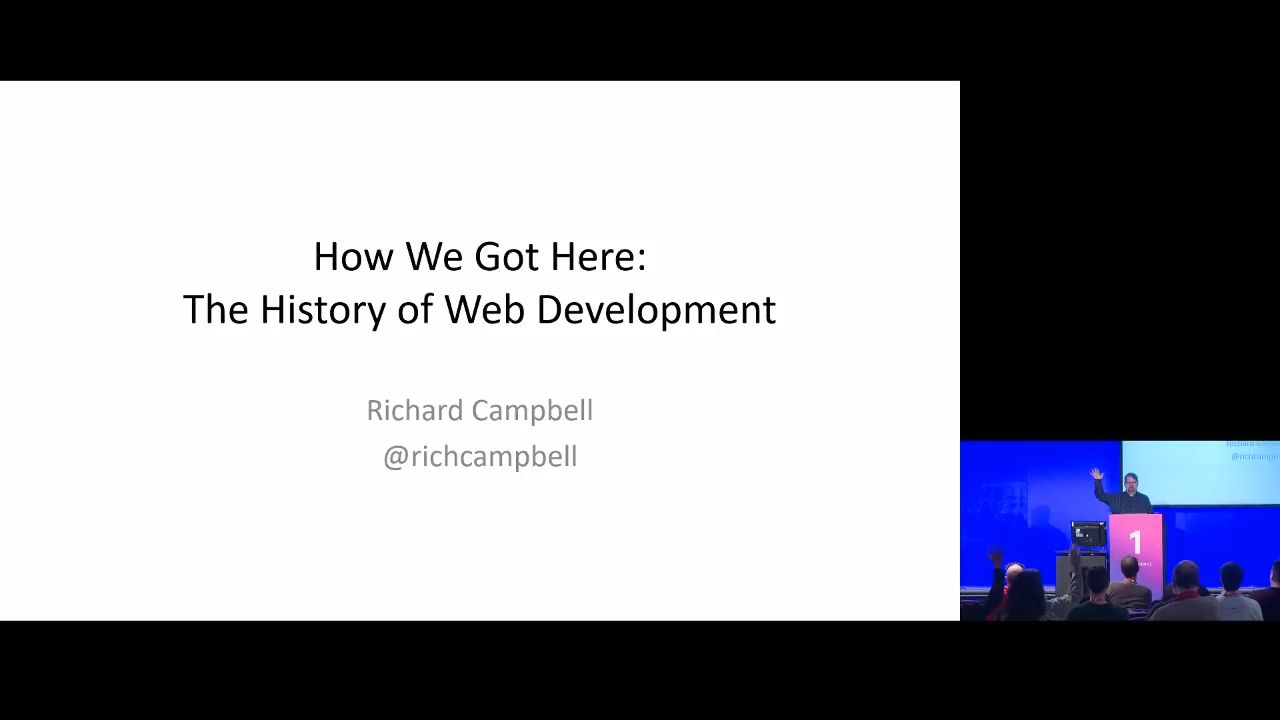 How We Got Here:
The History of Web Development
Richard Campbell
@richcampbell
1